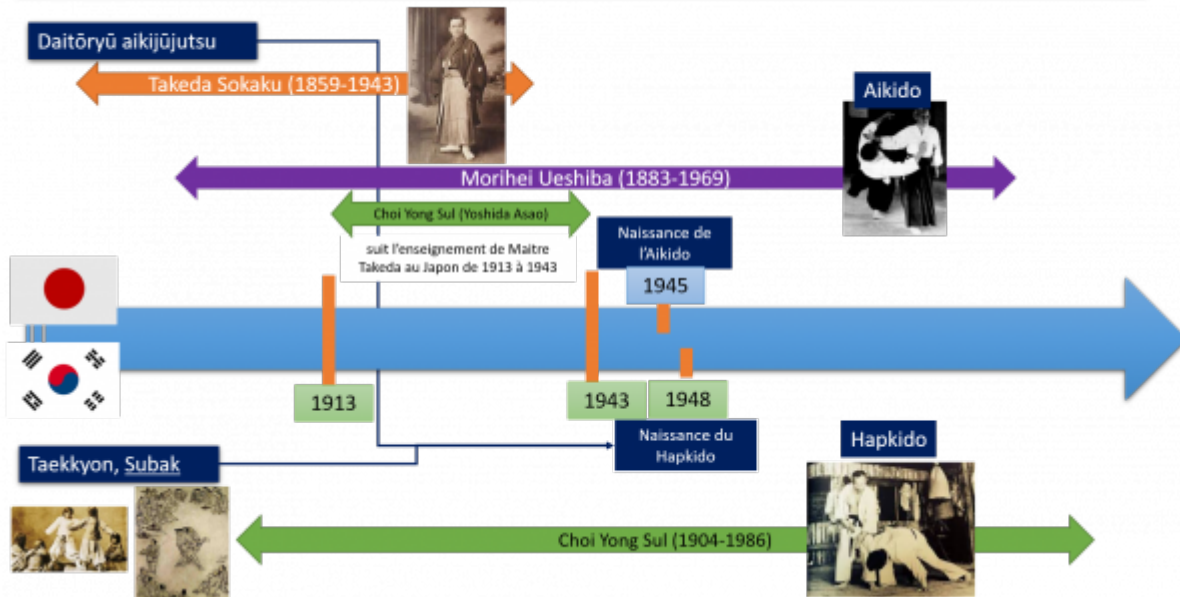 Daitōryū aikijūjutsu
Takeda Sokaku (1859-1943)
Aikido
Morihei Ueshiba (1883-1969)
Choi Yong Sul (Yoshida Asao)
suit l'enseignement de Maitre
Takeda au Japon de 1913 à 1943
Naissance de
l'Aïkido
1945
1913
1943
1948
Naissance du
Hapkido
Taekkyon, Subak
Hapkido
Choi Yong Sul (1904-1986)